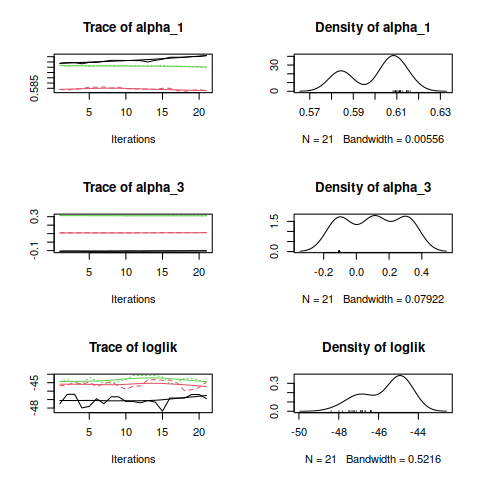 Trace of alpha_1
0.585
5 10 15 20
Iterations
Density of alpha_1
0 30
0.57 0.59 0.61 0.63
N = 21 Bandwidth = 0.00556
Trace of alpha_3
-0.1 0.3
5 10 15 20
Iterations
Density of alpha_3
0.0 1.5
-0.2 0.0 0.2 0.4
N = 21 Bandwidth = 0.07922
Trace of loglik
-48 -45
5 10 15 20
Iterations
Density of loglik
0.0 0.3
-50 -48 -46 -44
N = 21 Bandwidth = 0.5216